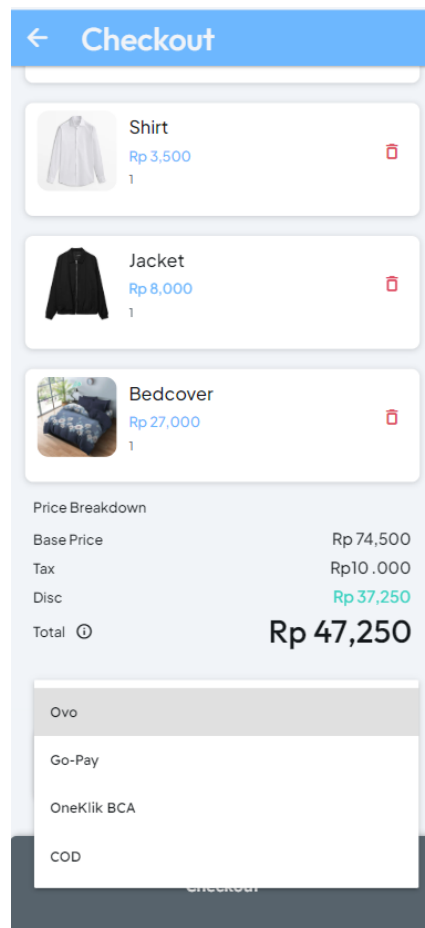 Checkout
Shirt
Rp 3,500
1
Jacket
Rp 8,000
1
Bedcover
Rp 27,000
1
Price Breakdown
Base Price Rp 74,500
Tax Rp10.000
Disc Rp 37,250
Total Rp 47,250
Ovo
Go-Pay
OneKlik BCA
COD
Checkout